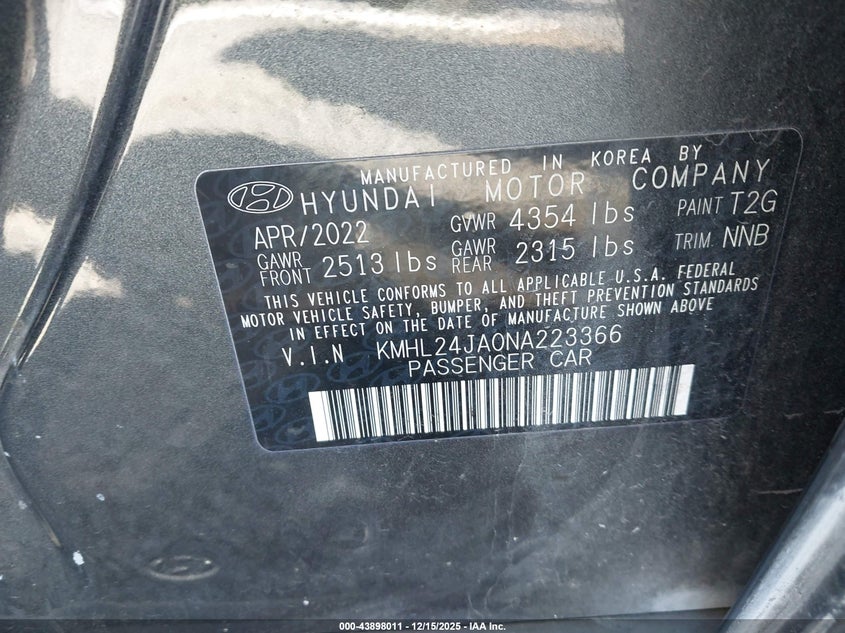 MANUFACTURED IN KOREA BY
HYUNDAI MOTOR COMPANY
APR/2022 GVWR 4354 lbs PAINT T2G
GAWR FRONT 2513 lbs GAWR REAR 2315 lbs TRIM NNB
THIS VEHICLE CONFORMS TO ALL APPLICABLE U.S.A. FEDERAL
MOTOR VEHICLE SAFETY, BUMPER, AND THEFT PREVENTION STANDARDS
IN EFFECT ON THE DATE OF MANUFACTURE SHOWN ABOVE
V.I.N KMHL24JA0NA223366
PASSENGER CAR
000-43898011 - 12/15/2025 - IAA Inc.